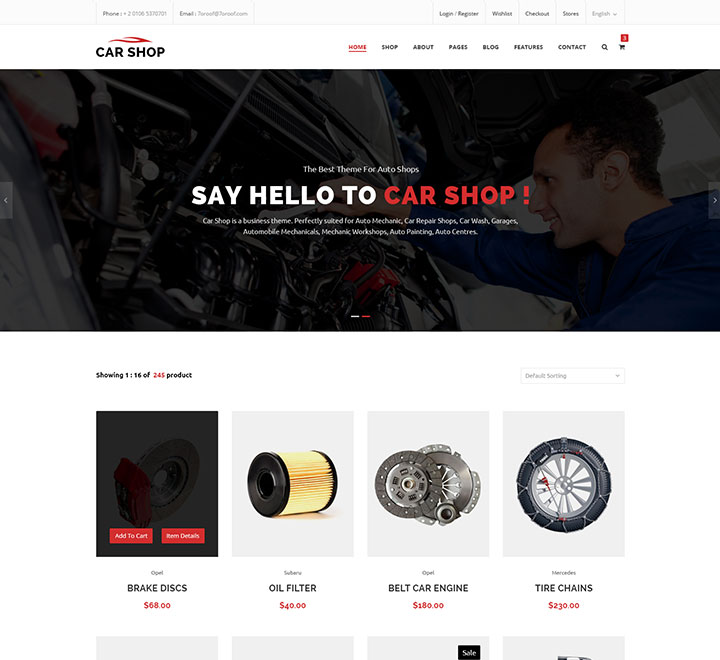 Phone : + 2 0106 5370701 Email : 7oroof@7oroof.com Login / Register Wishlist Checkout Stores English
3
CAR SHOP HOME SHOP ABOUT PAGES BLOG FEATURES CONTACT
The Best Theme For Auto Shops
SAY HELLO TO CAR SHOP !
Car Shop is a business theme. Perfectly suited for Auto Mechanic, Car Repair Shops, Car Wash, Garages,
Automobile Mechanicals, Mechanic Workshops, Auto Painting, Auto Centres.
Showing 1 : 16 of 245 product Default Sorting
Add To Cart Item Details
Opel Subaru Opel Mercedes
BRAKE DISCS OIL FILTER BELT CAR ENGINE TIRE CHAINS
$68.00 $40.00 $180.00 $230.00
Sale